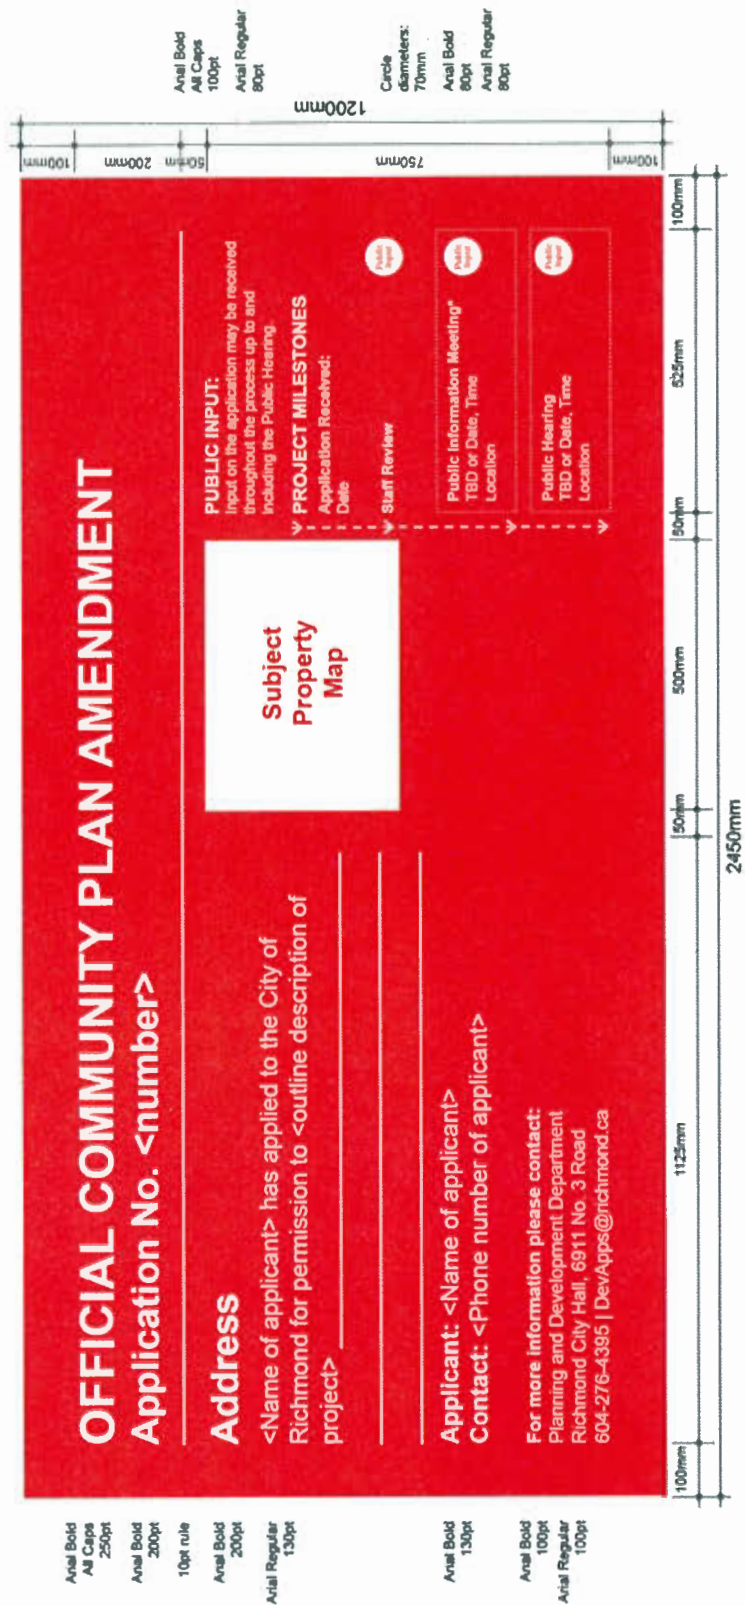 Arial Bold
All Caps
250pt
Arial Bold
200pt
10pt rule
Arial Bold
200pt
Arial Regular
130pt
Arial Bold
130pt
Arial Bold
100pt
Arial Regular
100pt
OFFICIAL COMMUNITY PLAN AMENDMENT
Application No. <number>
Address
<Name of applicant> has applied to the City of
Richmond for permission to <outline description of
project>
Applicant: <Name of applicant>
Contact: <Phone number of applicant>
For more information please contact:
Planning and Development Department
Richmond City Hall, 6911 No. 3 Road
604-276-4395 | DevApps@richmond.ca
Subject
Property
Map
PUBLIC INPUT:
Input on the application may be received
throughout the process up to and
including the Public Hearing.
PROJECT MILESTONES
Application Received:
Date
Staff Review
Public
Input
Public Information Meeting*
TBD or Date, Time
Location
Public
Input
Public Hearing
TBD or Date, Time
Location
Public
Input
100mm
200mm
50mm
750mm
100mm
1200mm
Arial Bold
All Caps
100pt
Arial Regular
80pt
Circle
diameters:
70mm
Arial Bold
80pt
Arial Regular
80pt
100mm
1125mm
50mm
500mm
50mm
525mm
100mm
2450mm